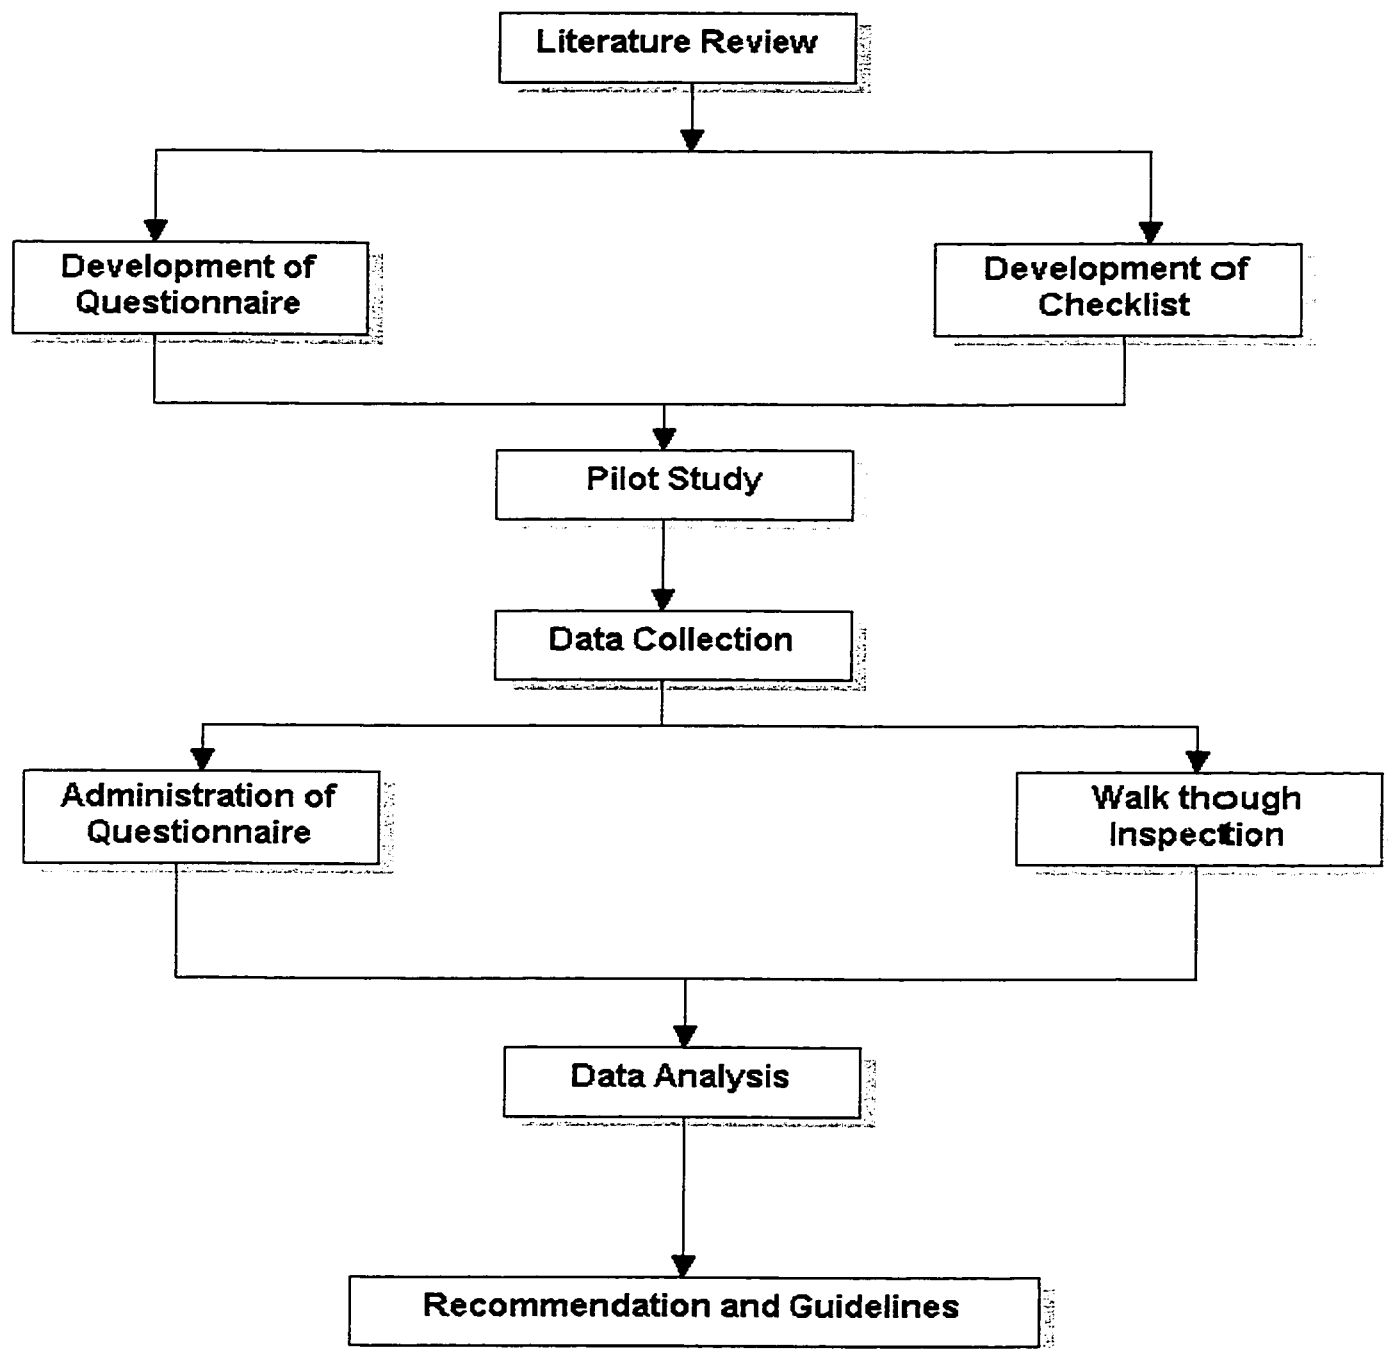 Literature Review
Development of
Questionnaire
Development of
Checklist
Pilot Study
Data Collection
Administration of
Questionnaire
Walk though
Inspection
Data Analysis
Recommendation and Guidelines